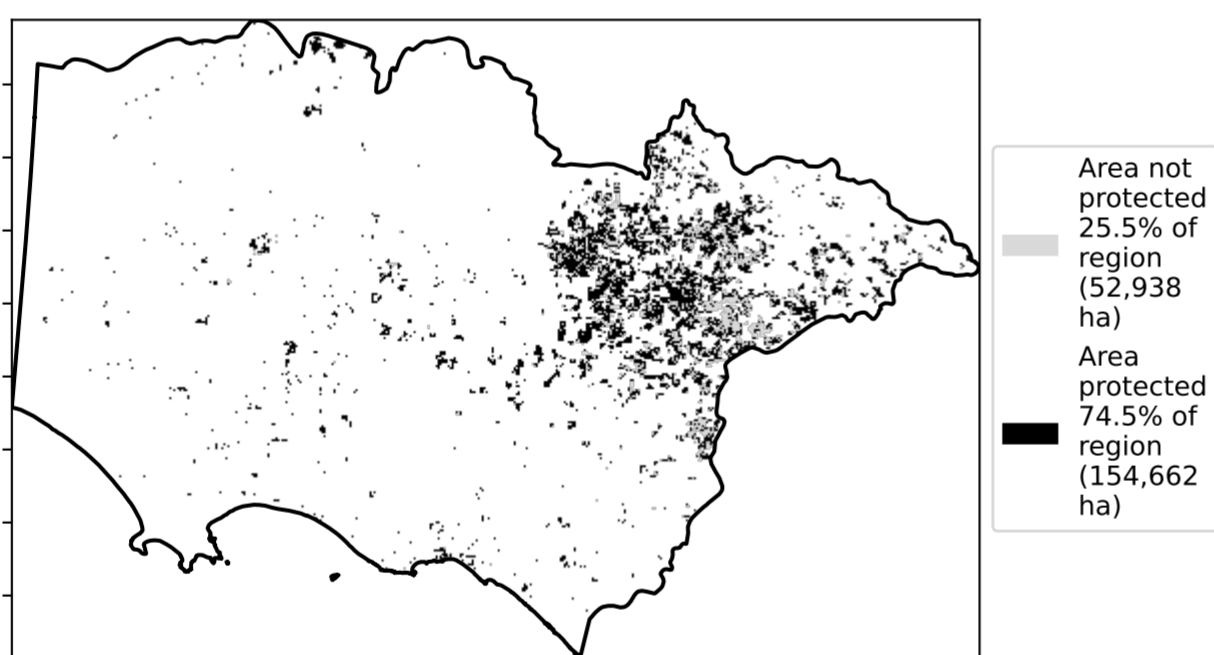 Area not
protected
25.5% of
region
(52,938
ha)
Area
protected
74.5% of
region
(154,662
ha)